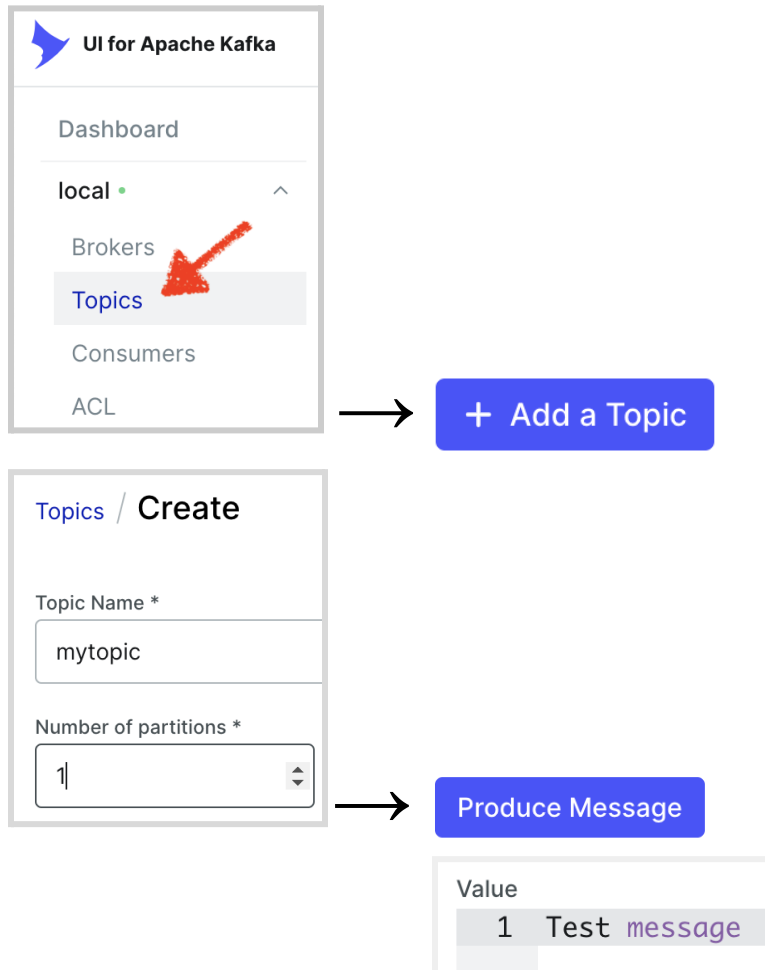 UI for Apache Kafka
Dashboard
local
Brokers
Topics
Consumers
ACL
+ Add a Topic
Topics / Create
Topic Name *
mytopic
Number of partitions *
1
Produce Message
Value
1 Test message